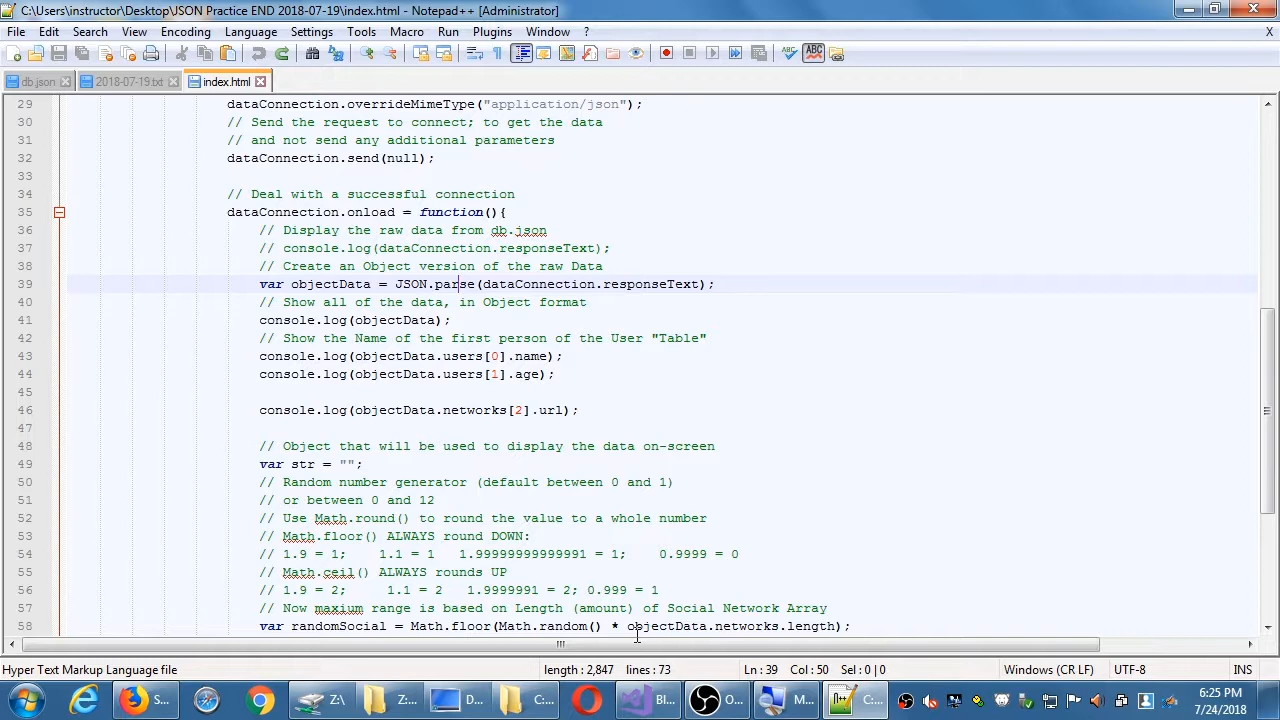 C:\Users\instructor\Desktop\JSON Practice END 2018-07-19\index.html - Notepad++ [Administrator]
File Edit Search View Encoding Language Settings Tools Macro Run Plugins Window ? X
db.json 2018-07-19.txt index.html
29 dataConnection.overrideMimeType("application/json");
30 // Send the request to connect; to get the data
31 // and not send any additional parameters
32 dataConnection.send(null);
33
34 // Deal with a successful connection
35 dataConnection.onload = function(){
36 // Display the raw data from db.json
37 // console.log(dataConnection.responseText);
38 // Create an Object version of the raw Data
39 var objectData = JSON.parse(dataConnection.responseText);
40 // Show all of the data, in Object format
41 console.log(objectData);
42 // Show the Name of the first person of the User "Table"
43 console.log(objectData.users[0].name);
44 console.log(objectData.users[1].age);
45
46 console.log(objectData.networks[2].url);
47
48 // Object that will be used to display the data on-screen
49 var str = "";
50 // Random number generator (default between 0 and 1)
51 // or between 0 and 12
52 // Use Math.round() to round the value to a whole number
53 // Math.floor() ALWAYS round DOWN:
54 // 1.9 = 1; 1.1 = 1 1.99999999999991 = 1; 0.9999 = 0
55 // Math.ceil() ALWAYS rounds UP
56 // 1.9 = 2; 1.1 = 2 1.9999991 = 2; 0.999 = 1
57 // Now maxium range is based on Length (amount) of Social Network Array
58 var randomSocial = Math.floor(Math.random() * objectData.networks.length);
Hyper Text Markup Language file length : 2,847 lines : 73 Ln : 39 Col : 50 Sel : 0 | 0 Windows (CR LF) UTF-8 INS
S... Z:\ Z:... D... C:... Bl... O... M... C:... 6:25 PM
7/24/2018